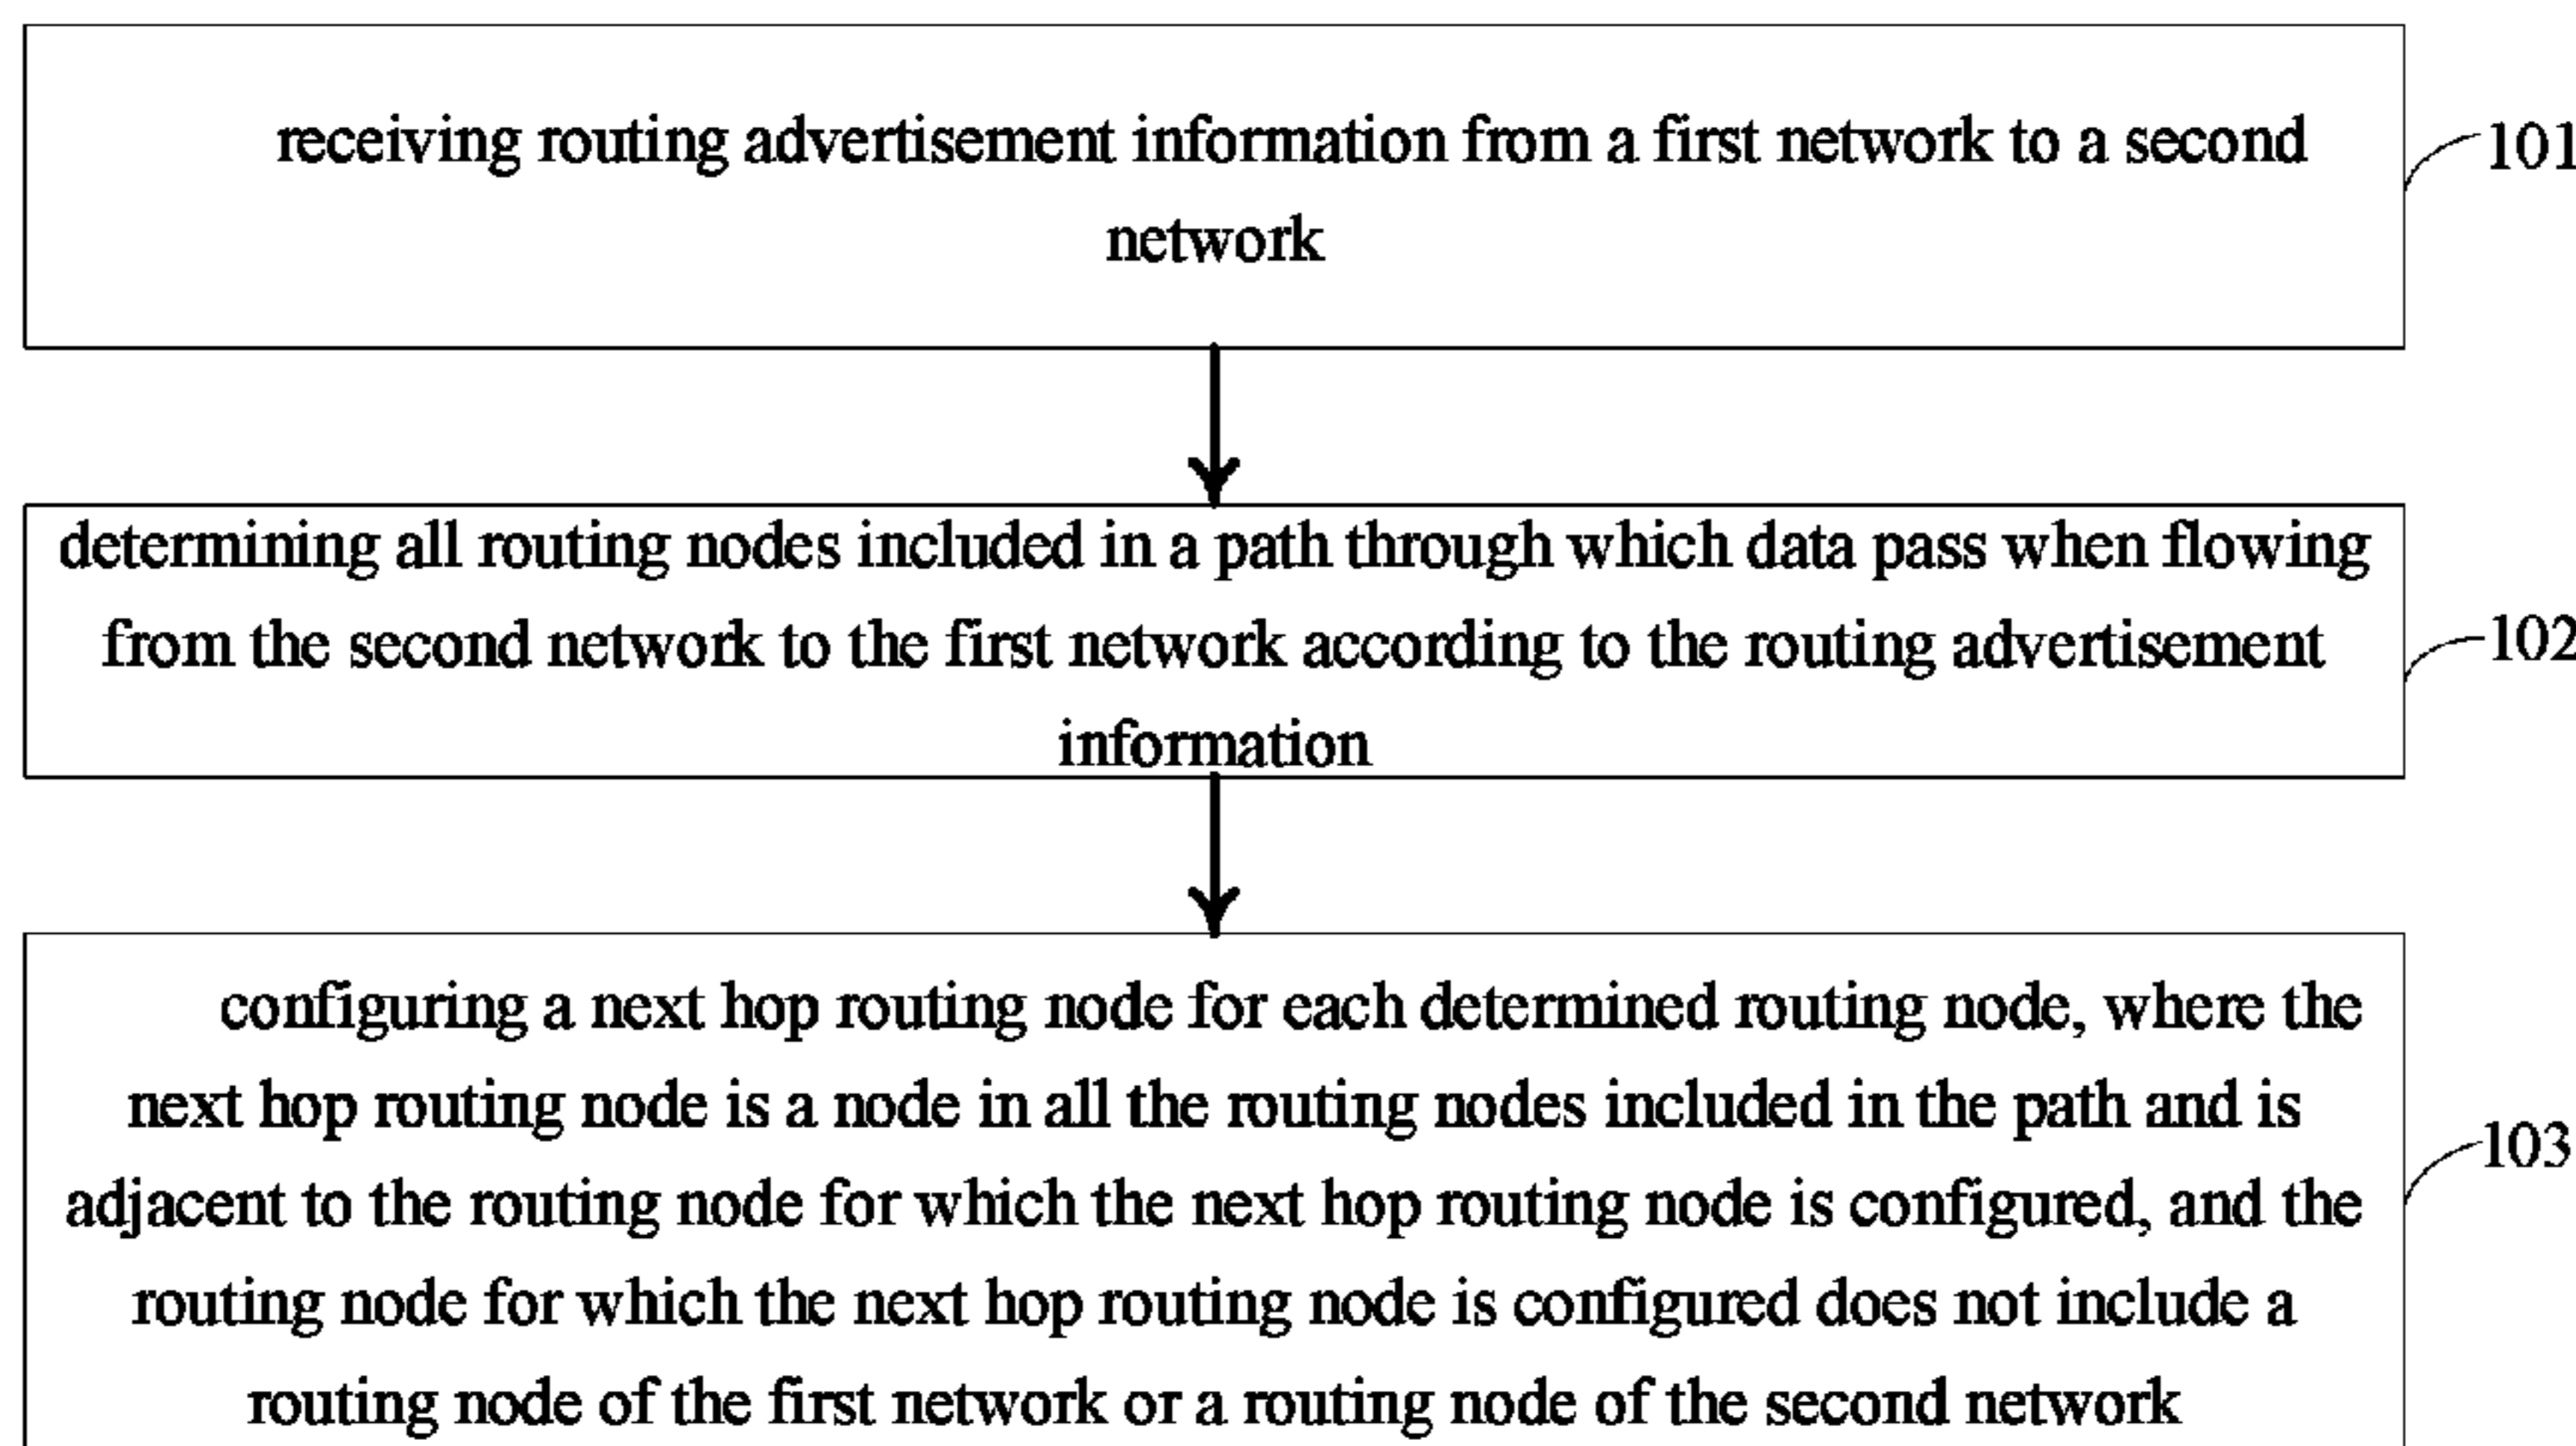 receiving routing advertisement information from a first network to a second
network
101
determining all routing nodes included in a path through which data pass when flowing
from the second network to the first network according to the routing advertisement
information
102
configuring a next hop routing node for each determined routing node, where the
next hop routing node is a node in all the routing nodes included in the path and is
adjacent to the routing node for which the next hop routing node is configured, and the
routing node for which the next hop routing node is configured does not include a
routing node of the first network or a routing node of the second network
103